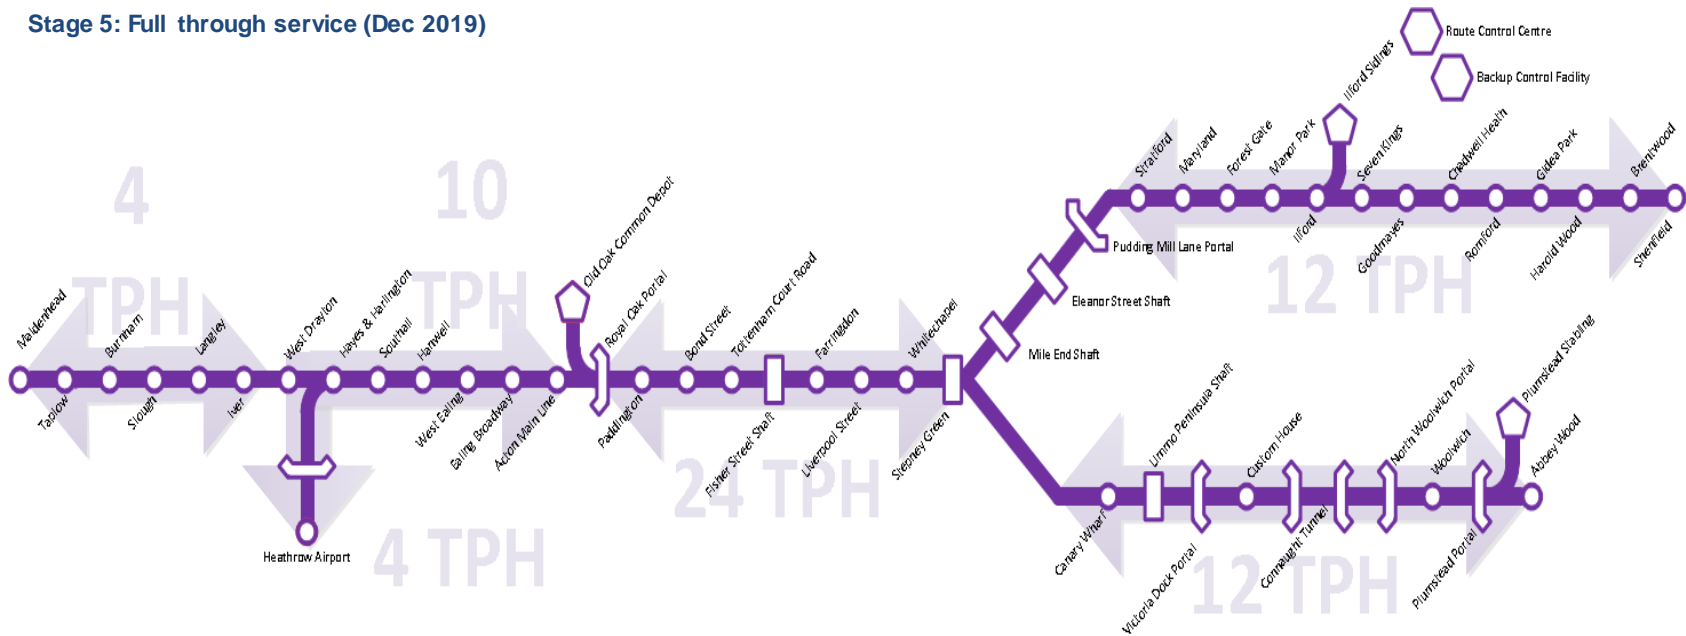 Stage 5: Full through service (Dec 2019)
Route Control Centre
Backup Control Facility
4
TPH
10
TPH
24 TPH
4 TPH
12 TPH
12 TPH
Maidenhead
Taplow
Burnham
Slough
Langley
Iver
West Drayton
Heathrow Airport
Hayes & Harlington
Southall
Hanwell
West Ealing
Ealing Broadway
Acton Main Line
Old Oak Common Depot
Royal Oak Portal
Paddington
Bond Street
Tottenham Court Road
Fisher Street Shaft
Farringdon
Liverpool Street
Whitechapel
Stepney Green
Mile End Shaft
Eleanor Street Shaft
Pudding Mill Lane Portal
Stratford
Maryland
Forest Gate
Manor Park
Ilford
Ilford Sidings
Seven Kings
Goodmayes
Chadwell Heath
Romford
Gidea Park
Harold Wood
Brentwood
Shenfield
Canary Wharf
Limmo Peninsula Shaft
Victoria Dock Portal
Custom House
Connaught Tunnel
North Woolwich Portal
Woolwich
Plumstead Portal
Plumstead Stabling
Abbey Wood